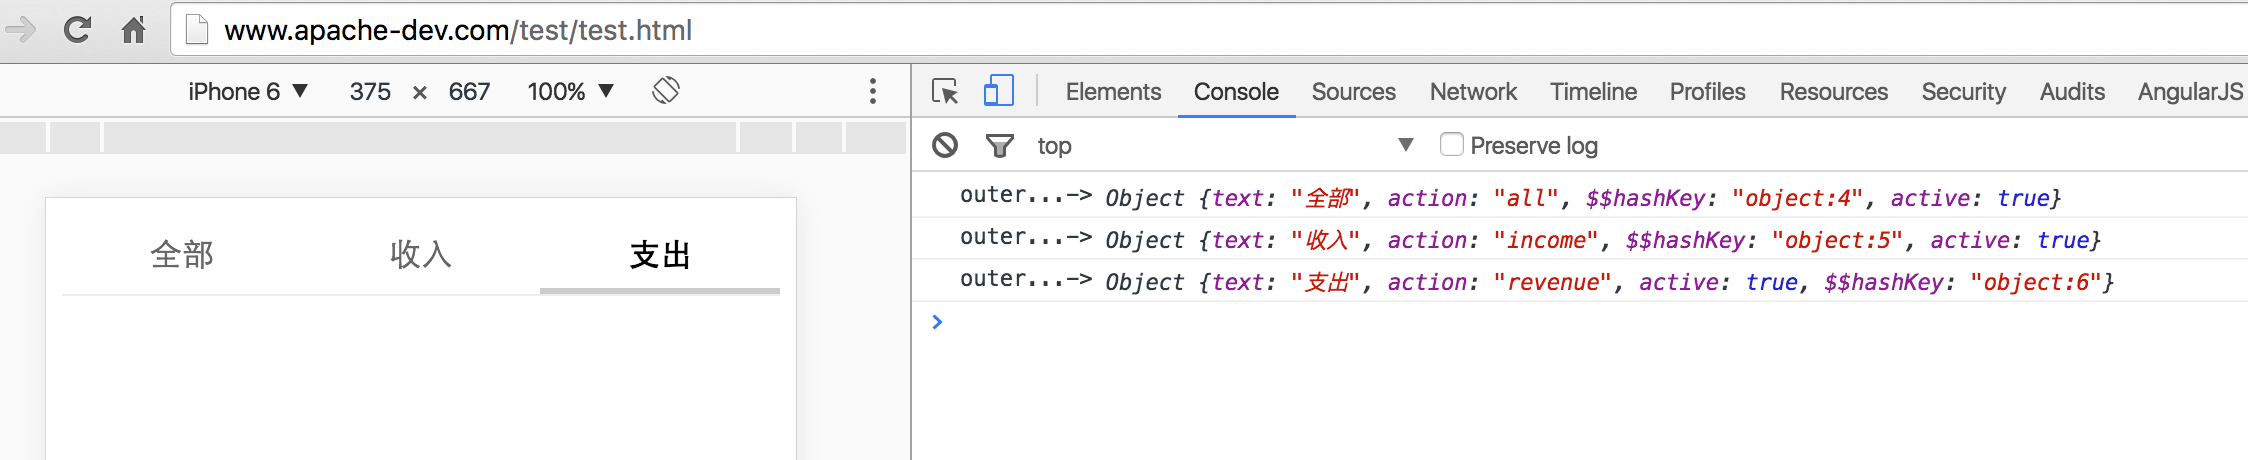 www.apache-dev.com/test/test.html
iPhone 6 ▼ 375 × 667 100% ▼
Elements Console Sources Network Timeline Profiles Resources Security Audits AngularJS
top ▼ Preserve log
全部 收入 支出
outer...-> Object {text: "全部", action: "all", $$hashKey: "object:4", active: true}
outer...-> Object {text: "收入", action: "income", $$hashKey: "object:5", active: true}
outer...-> Object {text: "支出", action: "revenue", active: true, $$hashKey: "object:6"}
>